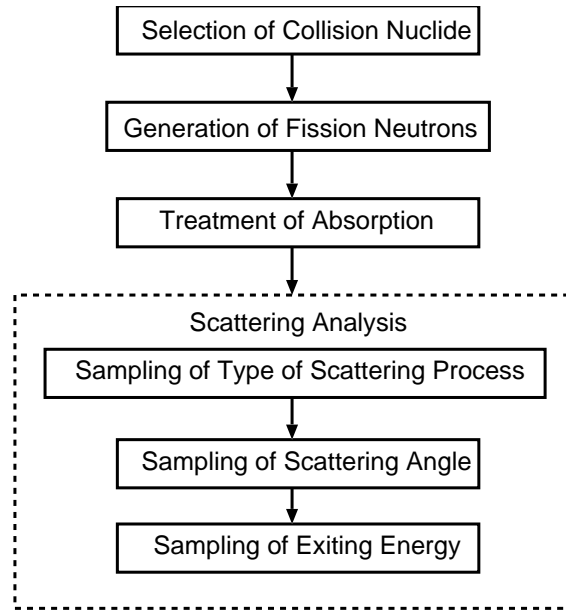 Selection of Collision Nuclide
Generation of Fission Neutrons
Treatment of Absorption
Scattering Analysis
Sampling of Type of Scattering Process
Sampling of Scattering Angle
Sampling of Exiting Energy